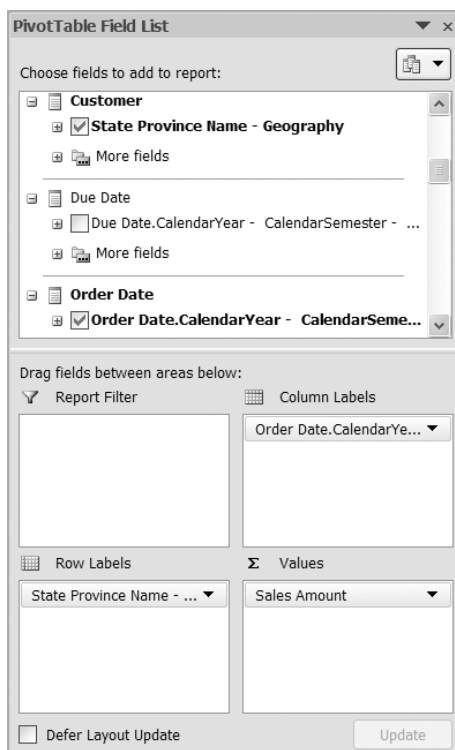 PivotTable Field List
Choose fields to add to report:
Customer
State Province Name - Geography
More fields
Due Date
Due Date.CalendarYear - CalendarSemester - ...
More fields
Order Date
Order Date.CalendarYear - CalendarSeme...
Drag fields between areas below:
Report Filter
Column Labels
Order Date.CalendarYe...
Row Labels
Σ Values
State Province Name - ...
Sales Amount
Defer Layout Update
Update